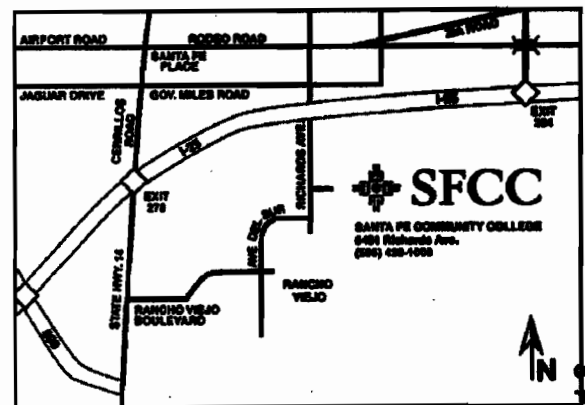 AIRPORT ROAD
RODEO ROAD
ZIA ROAD
SANTA FE
PLACE
JAGUAR DRIVE
GOV. MILES ROAD
CERRILLOS
ROAD
I-25
I-25
EXIT
278
RICHARDS AVE.
SFCC
SANTA FE COMMUNITY COLLEGE
6401 Richards Ave.
AVE DEL SUR
RANCHO
VIEJO
STATE HWY. 14
RANCHO VIEJO
BOULEVARD
EXIT
N